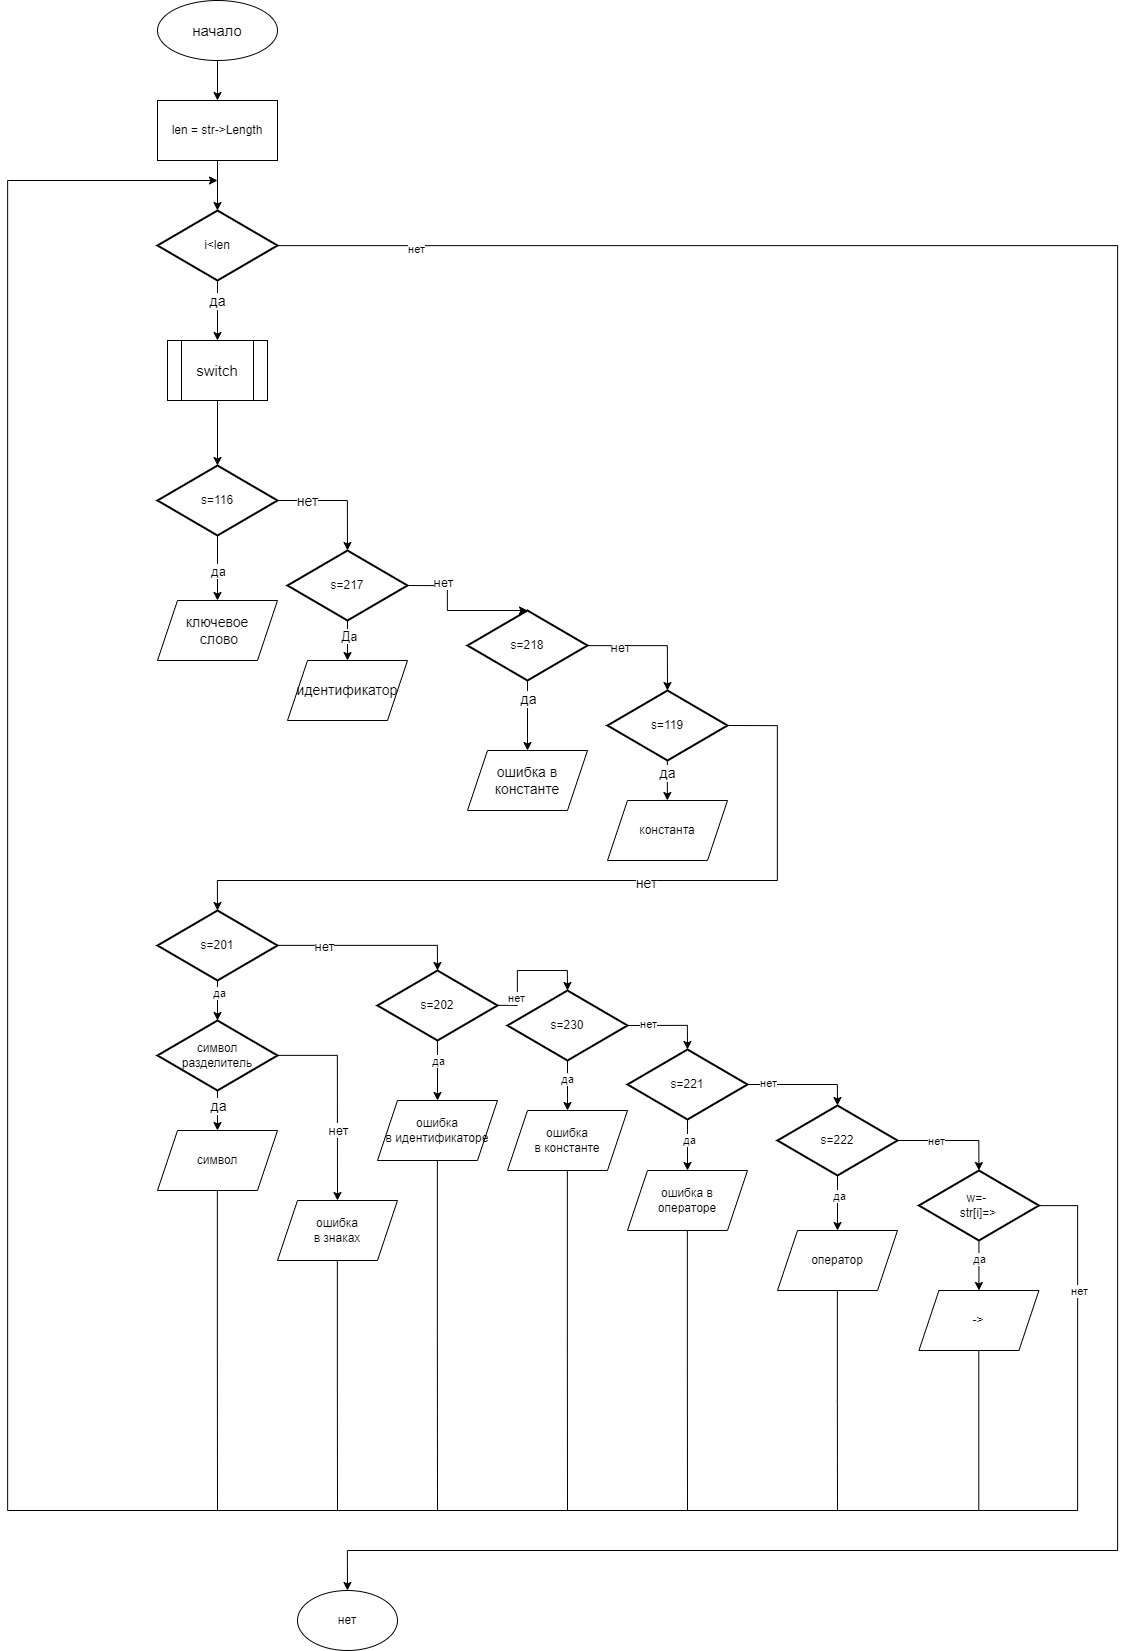 начало
len = str->Length
i<len
нет
да
switch
s=116
нет
да
ключевое
слово
s=217
нет
Да
идентификатор
s=218
нет
да
ошибка в
константе
s=119
да
константа
нет
s=201
нет
да
символ
разделитель
да
нет
символ
ошибка
в знаках
s=202
нет
да
ошибка
в идентификаторе
s=230
нет
да
ошибка
в константе
s=221
нет
да
ошибка в
операторе
s=222
нет
да
оператор
w=-
str[i]=>
да
нет
->
нет